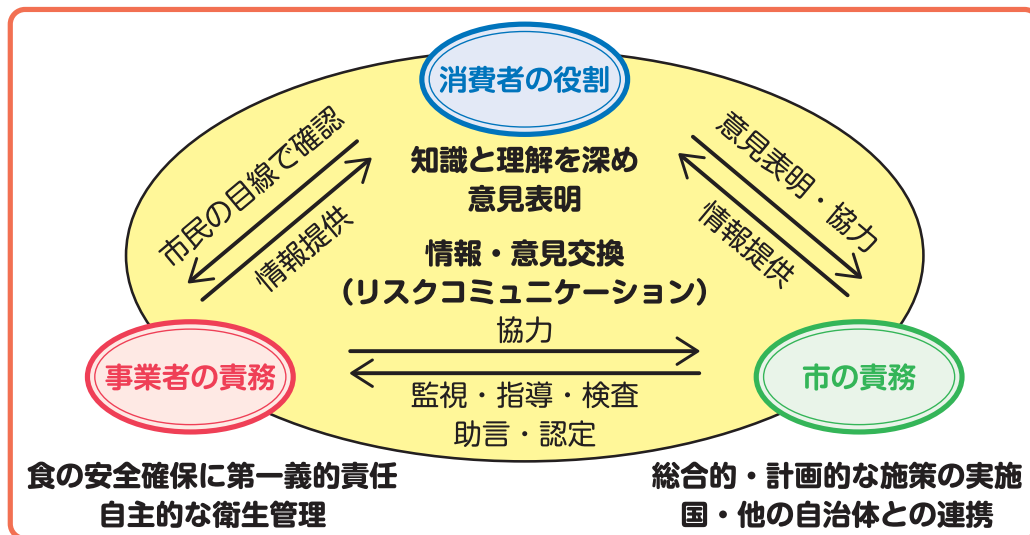 消費者の役割
知識と理解を深め
意見表明
市民の目線で確認
情報提供
意見表明・協力
情報提供
情報・意見交換
（リスクコミュニケーション）
協力
監視・指導・検査
助言・認定
事業者の責務
食の安全確保に第一義的責任
自主的な衛生管理
市の責務
総合的・計画的な施策の実施
国・他の自治体との連携